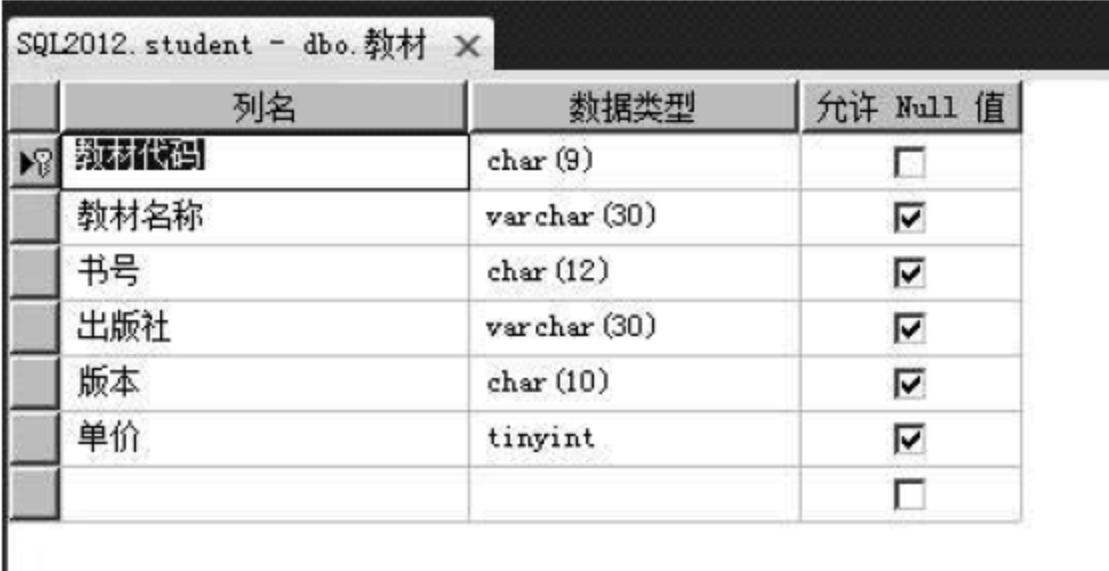 SQL2012.student - dbo.教材
列名 数据类型 允许 Null 值
教材代码 char(9)
教材名称 varchar(30)
书号 char(12)
出版社 varchar(30)
版本 char(10)
单价 tinyint